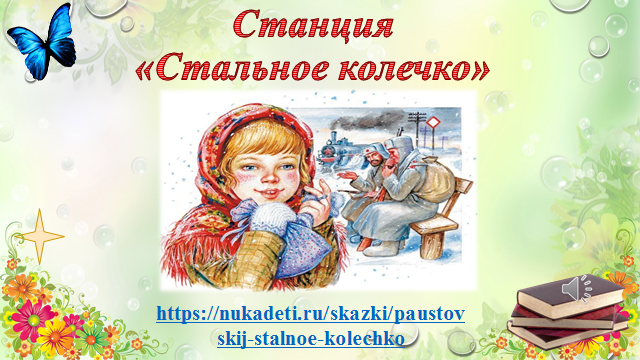 Станция
«Стальное колечко»
https://nukadeti.ru/skazki/paustov
skij-stalnoe-kolechko